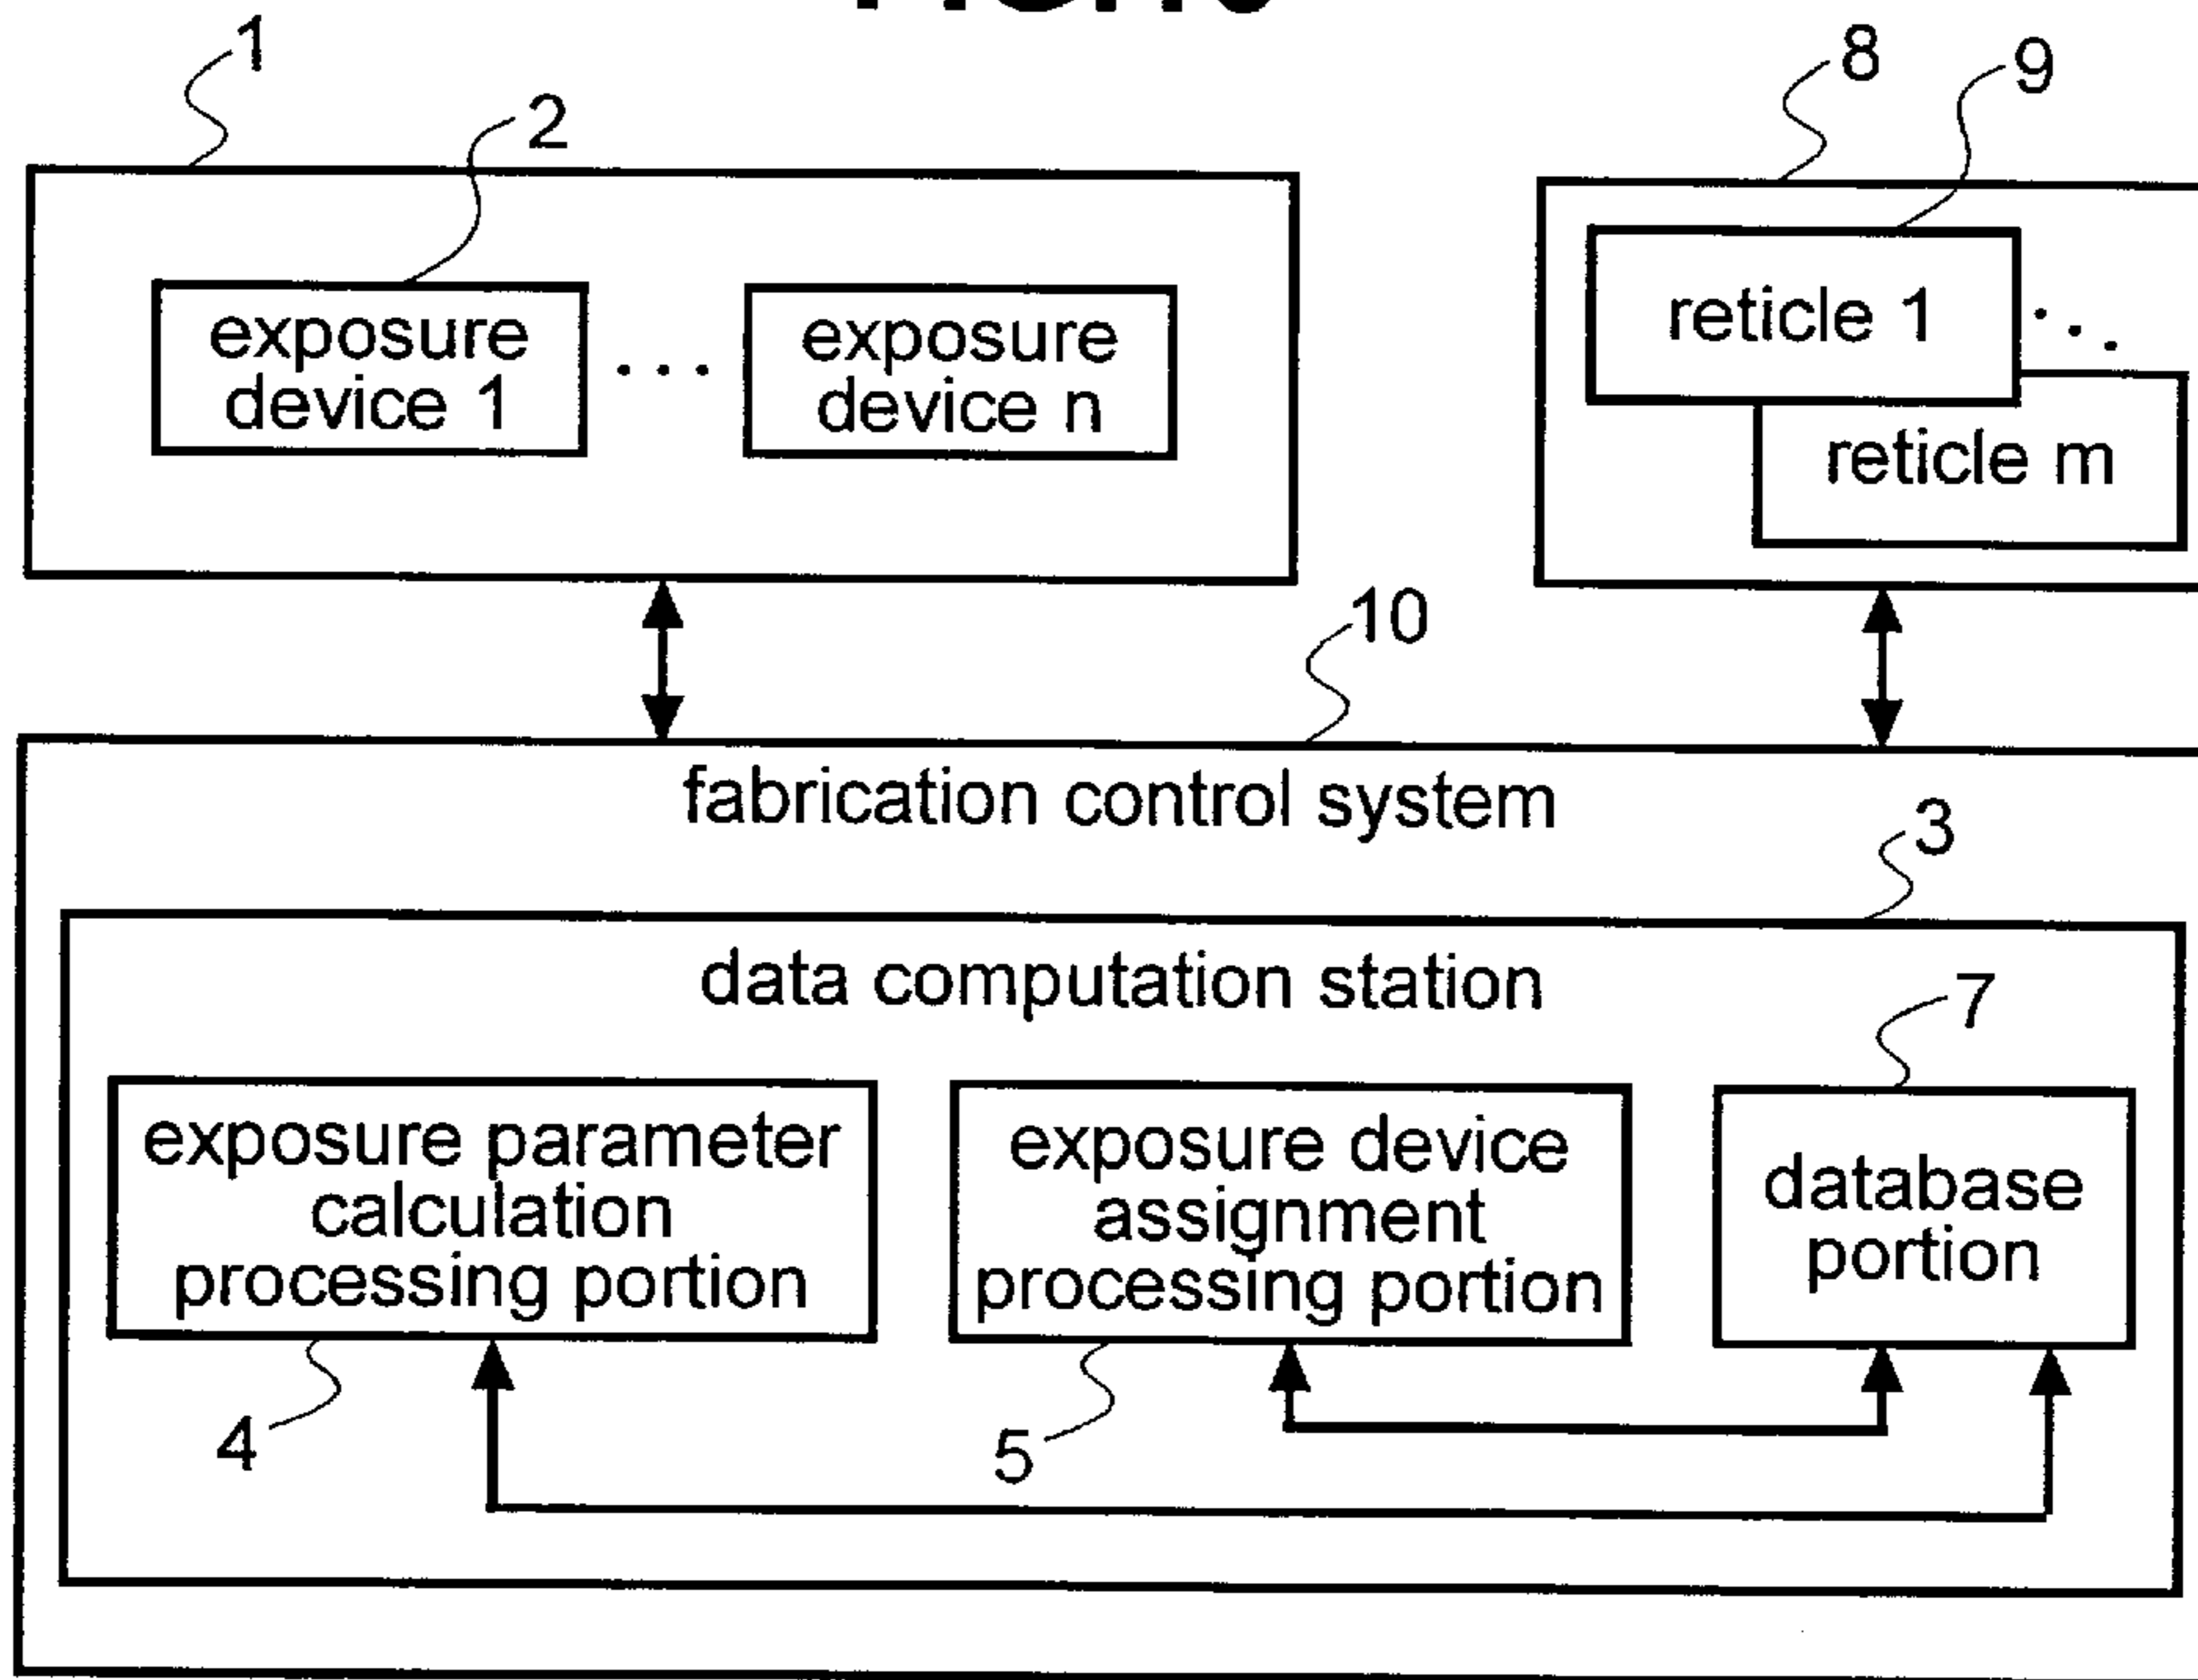 1
2
8
9
exposure
device 1
. . .
exposure
device n
reticle 1
. . .
reticle m
10
fabrication control system
3
data computation station
7
exposure parameter
calculation
processing portion
exposure device
assignment
processing portion
database
portion
4
5